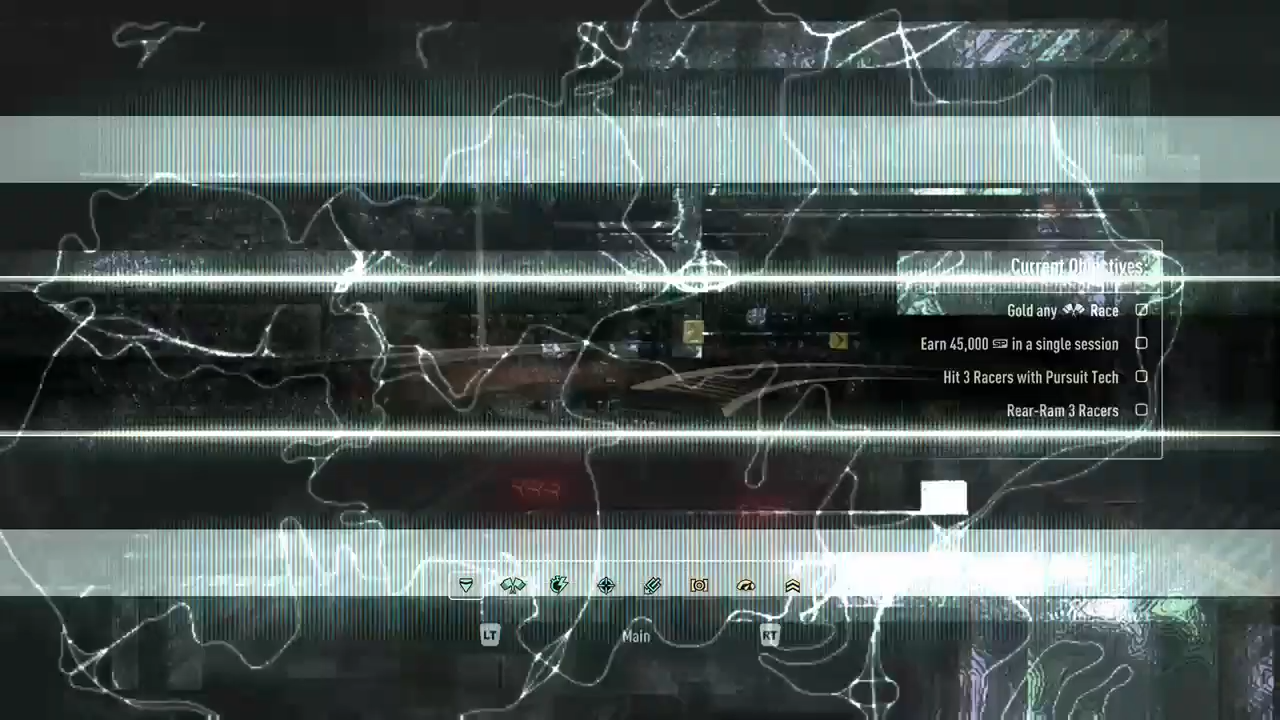 Current Objectives:
Gold any Race
Earn 45,000 SP in a single session
Hit 3 Racers with Pursuit Tech
Rear-Ram 3 Racers
LT
Main
RT